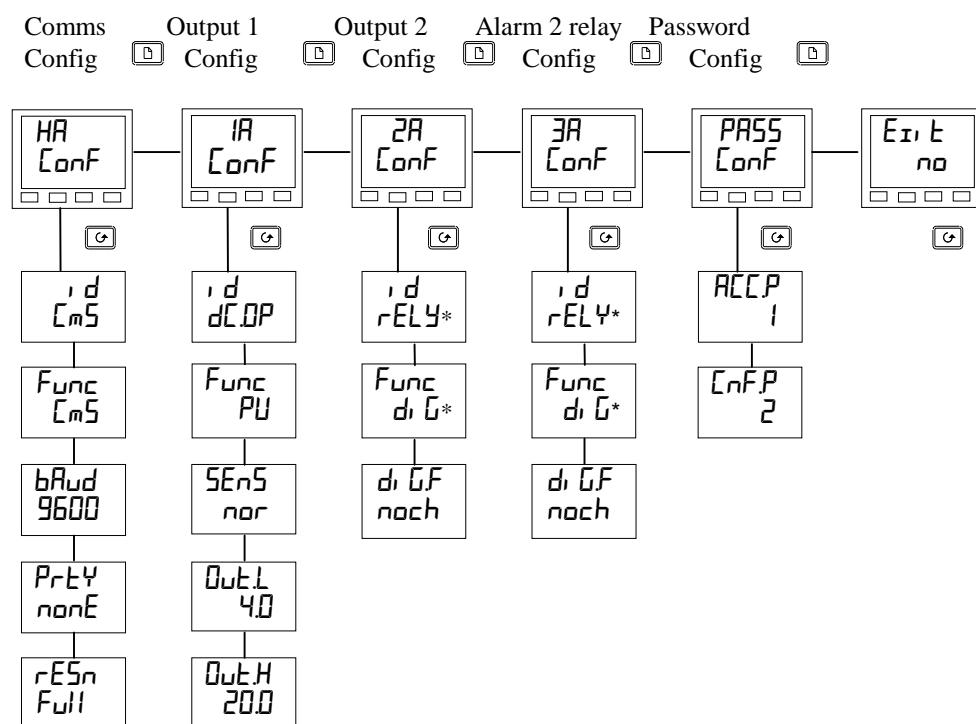 Comms Output 1 Output 2 Alarm 2 relay Password
Config Config Config Config Config
HA 1A 2A 3A PASS Exit
ConF ConF ConF ConF ConF no
id id id id ACC.P
CmS dC.OP rELY* rELY* 1
Func Func Func Func CnF.P
CmS PV diG* diG* 2
bAud SEnS diG.F diG.F
9600 nor noch noch
PrtY Out.L
nonE 4.0
rESn Out.H
Full 20.0